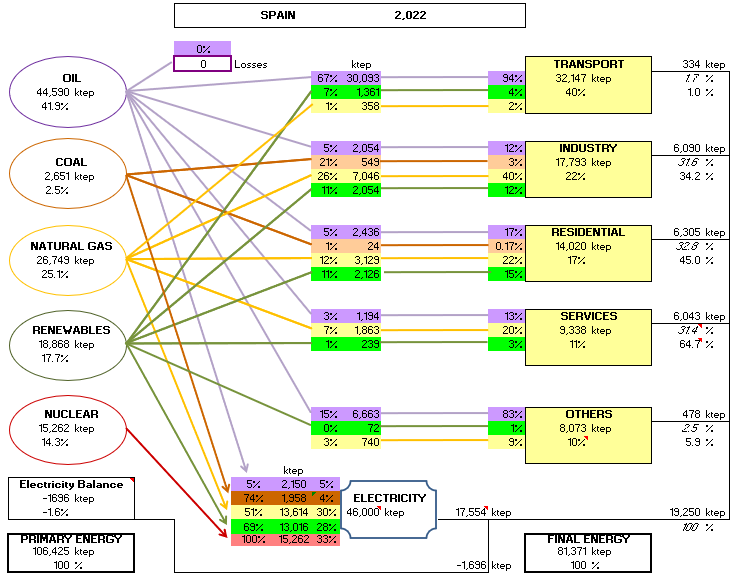 SPAIN 2,022
0%
0 Losses
ktep
OIL
44,590 ktep
41.9%
67% 30,093 94%
7% 1,361 4%
1% 358 2%
TRANSPORT
32,147 ktep
40%
334 ktep
1.7 %
1.0 %
COAL
2,651 ktep
2.5%
5% 2,054 12%
21% 549 3%
26% 7,046 40%
11% 2,054 12%
INDUSTRY
17,793 ktep
22%
6,090 ktep
31.6 %
34.2 %
NATURAL GAS
26,749 ktep
25.1%
5% 2,436 17%
1% 24 0.17%
12% 3,129 22%
11% 2,126 15%
RESIDENTIAL
14,020 ktep
17%
6,305 ktep
32.8 %
45.0 %
RENEWABLES
18,868 ktep
17.7%
3% 1,194 13%
7% 1,863 20%
1% 239 3%
SERVICES
9,338 ktep
11%
6,043 ktep
31.4 %
64.7 %
NUCLEAR
15,262 ktep
14.3%
15% 6,663 83%
0% 72 1%
3% 740 9%
OTHERS
8,073 ktep
10%
478 ktep
2.5 %
5.9 %
ktep
5% 2,150 5%
74% 1,958 4%
51% 13,614 30%
69% 13,016 28%
100% 15,262 33%
ELECTRICITY
46,000 ktep
17,554 ktep
19,250 ktep
100 %
Electricity Balance
-1696 ktep
-1.6%
PRIMARY ENERGY
106,425 ktep
100 %
-1,696 ktep
FINAL ENERGY
81,371 ktep
100 %